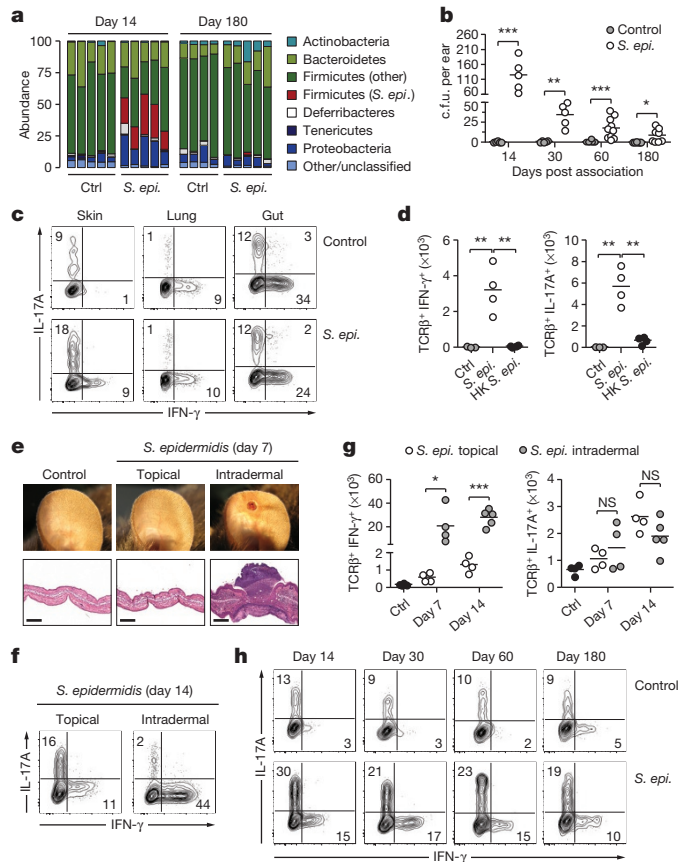 a
Day 14
Day 180
100
75
50
25
0
Abundance
Ctrl
S. epi.
Ctrl
S. epi.
Actinobacteria
Bacteroidetes
Firmicutes (other)
Firmicutes (S. epi.)
Deferribacteres
Tenericutes
Proteobacteria
Other/unclassified
b
Control
S. epi.
c.f.u. per ear
260
210
160
110
60
50
25
0
***
**
***
*
14
30
60
180
Days post association
c
Skin
Lung
Gut
9
1
1
9
12
3
34
Control
18
9
1
10
12
2
24
S. epi.
IL-17A
IFN-γ
d
TCRβ+ IFN-γ+ (×10³)
6
4
2
0
** **
Ctrl
S. epi.
HK S. epi.
TCRβ+ IL-17A+ (×10³)
10
8
6
4
2
0
** **
Ctrl
S. epi.
HK S. epi.
e
S. epidermidis (day 7)
Control
Topical
Intradermal
f
S. epidermidis (day 14)
Topical
Intradermal
16
11
2
44
IL-17A
IFN-γ
g
S. epi. topical
S. epi. intradermal
TCRβ+ IFN-γ+ (×10³)
60
40
20
2
1
0
*
***
Ctrl
Day 7
Day 14
TCRβ+ IL-17A+ (×10³)
4
3
2
1
0
NS
NS
Ctrl
Day 7
Day 14
h
Day 14
Day 30
Day 60
Day 180
13
3
9
3
10
2
9
5
Control
30
15
21
17
23
15
19
10
S. epi.
IL-17A
IFN-γ